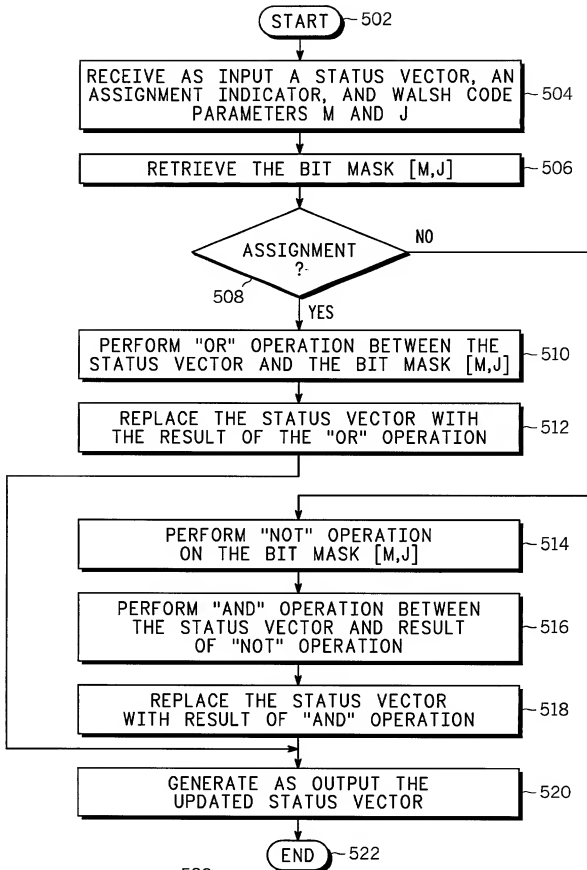 START 502
RECEIVE AS INPUT A STATUS VECTOR, AN
ASSIGNMENT INDICATOR, AND WALSH CODE
PARAMETERS M AND J
504
RETRIEVE THE BIT MASK [M,J] 506
ASSIGNMENT
?
NO
508
YES
PERFORM "OR" OPERATION BETWEEN THE
STATUS VECTOR AND THE BIT MASK [M,J]
510
REPLACE THE STATUS VECTOR WITH
THE RESULT OF THE "OR" OPERATION
512
PERFORM "NOT" OPERATION
ON THE BIT MASK [M,J]
514
PERFORM "AND" OPERATION BETWEEN
THE STATUS VECTOR AND RESULT
OF "NOT" OPERATION
516
REPLACE THE STATUS VECTOR
WITH RESULT OF "AND" OPERATION
518
GENERATE AS OUTPUT THE
UPDATED STATUS VECTOR
520
END 522